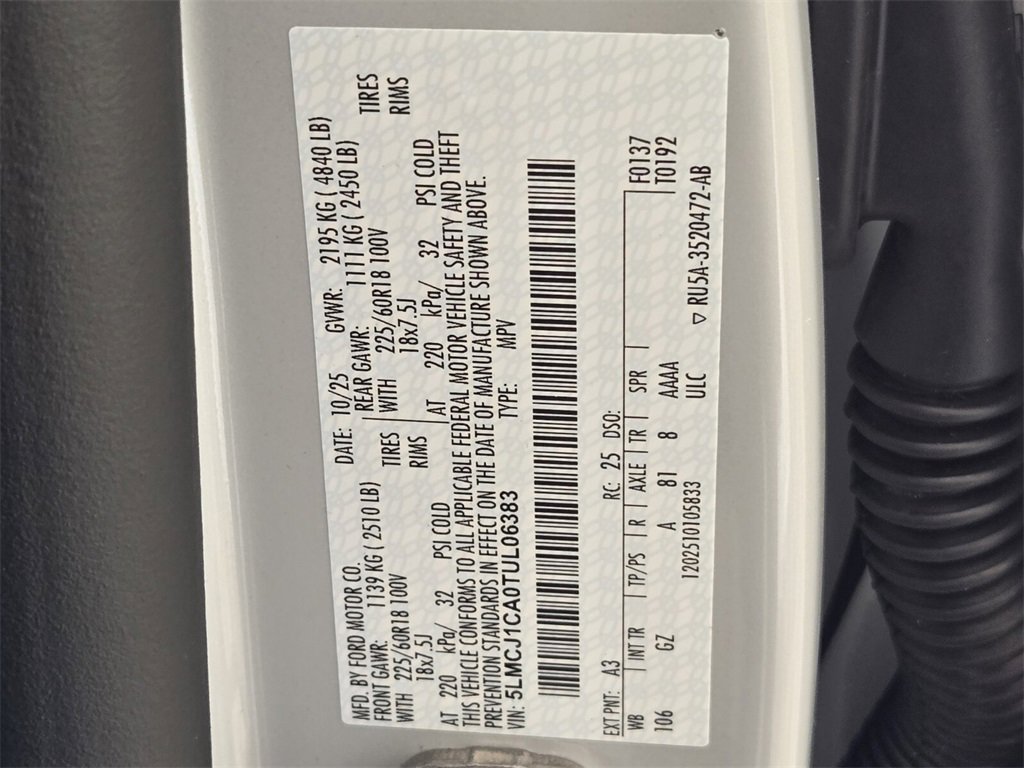 MFD. BY FORD MOTOR CO. DATE: 10/25 GVWR: 2195 KG ( 4840 LB)
FRONT GAWR: 1139 KG ( 2510 LB) REAR GAWR: 1111 KG ( 2450 LB)
WITH 225/60R18 100V TIRES WITH 225/60R18 100V TIRES
18x7.5J RIMS 18x7.5J RIMS
AT 220 kPa/ 32 PSI COLD AT 220 kPa/ 32 PSI COLD
THIS VEHICLE CONFORMS TO ALL APPLICABLE FEDERAL MOTOR VEHICLE SAFETY AND THEFT
PREVENTION STANDARDS IN EFFECT ON THE DATE OF MANUFACTURE SHOWN ABOVE.
VIN: 5LMCJ1CA0TUL06383 TYPE: MPV
EXT PNT: A3 RC: 25 DSO: F0137
WB INT TR TP/PS R AXLE TR SPR T0192
106 GZ A 81 8 AAAA
ULC
1202510105833 ▽ RU5A-3520472-AB